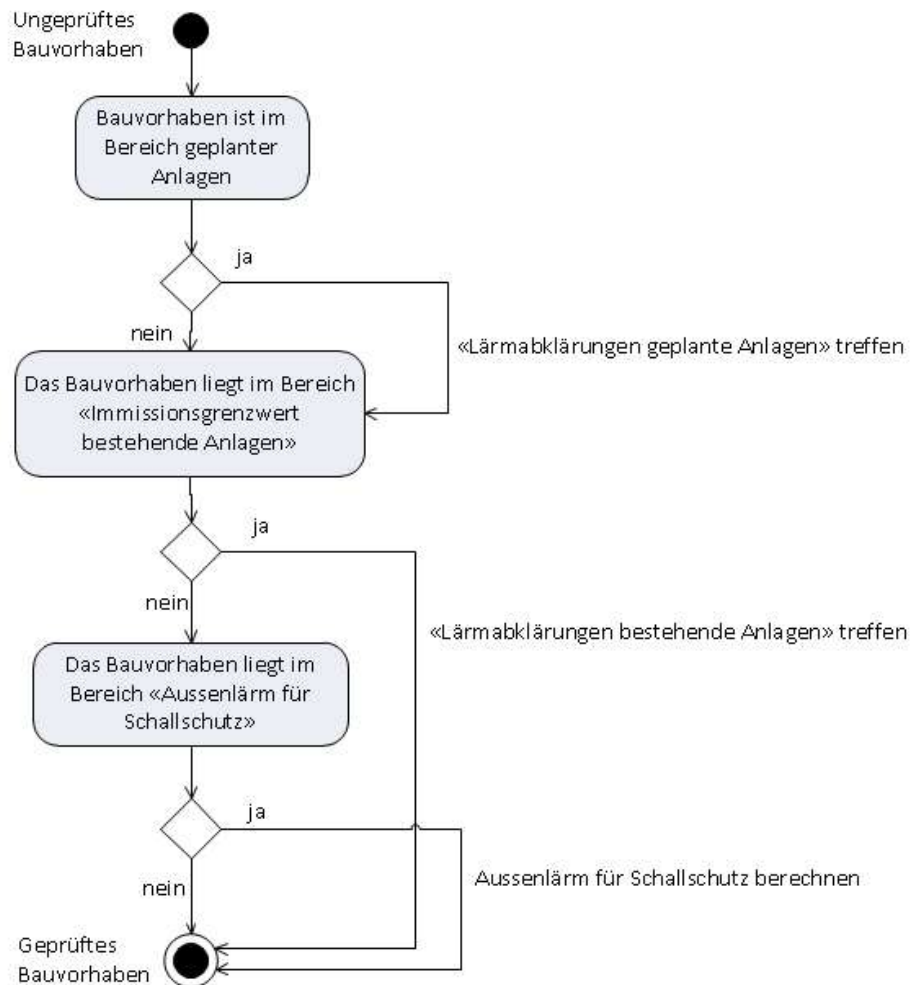 Ungeprüftes
Bauvorhaben
Bauvorhaben ist im
Bereich geplanter
Anlagen
ja
nein
«Lärmabklärungen geplante Anlagen» treffen
Das Bauvorhaben liegt im Bereich
«Immissionsgrenzwert
bestehende Anlagen»
ja
nein
«Lärmabklärungen bestehende Anlagen» treffen
Das Bauvorhaben liegt im
Bereich «Aussenlärm für
Schallschutz»
ja
nein
Aussenlärm für Schallschutz berechnen
Geprüftes
Bauvorhaben